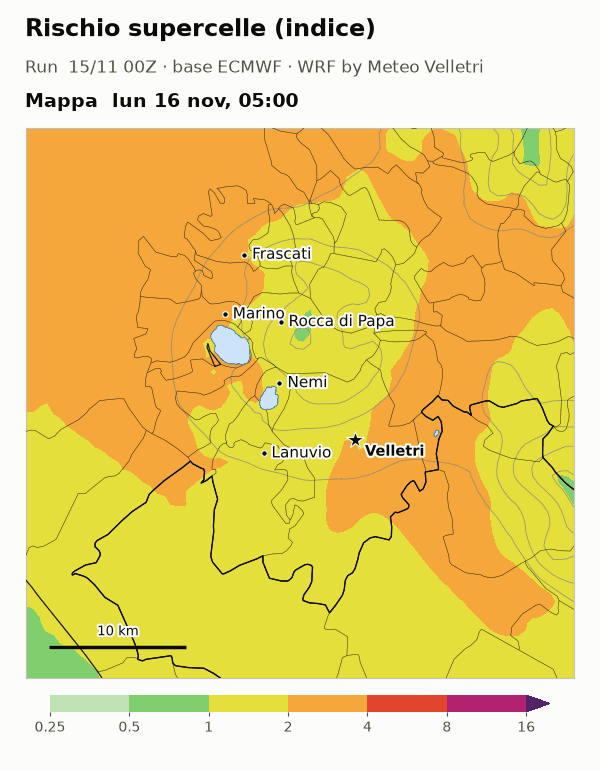 Rischio supercelle (indice)
Run  15/11 00Z · base ECMWF · WRF by Meteo Velletri
Mappa  lun 16 nov, 05:00
Frascati
Marino
Rocca di Papa
Nemi
Velletri
Lanuvio
10 km
0.25 0.5 1 2 4 8 16